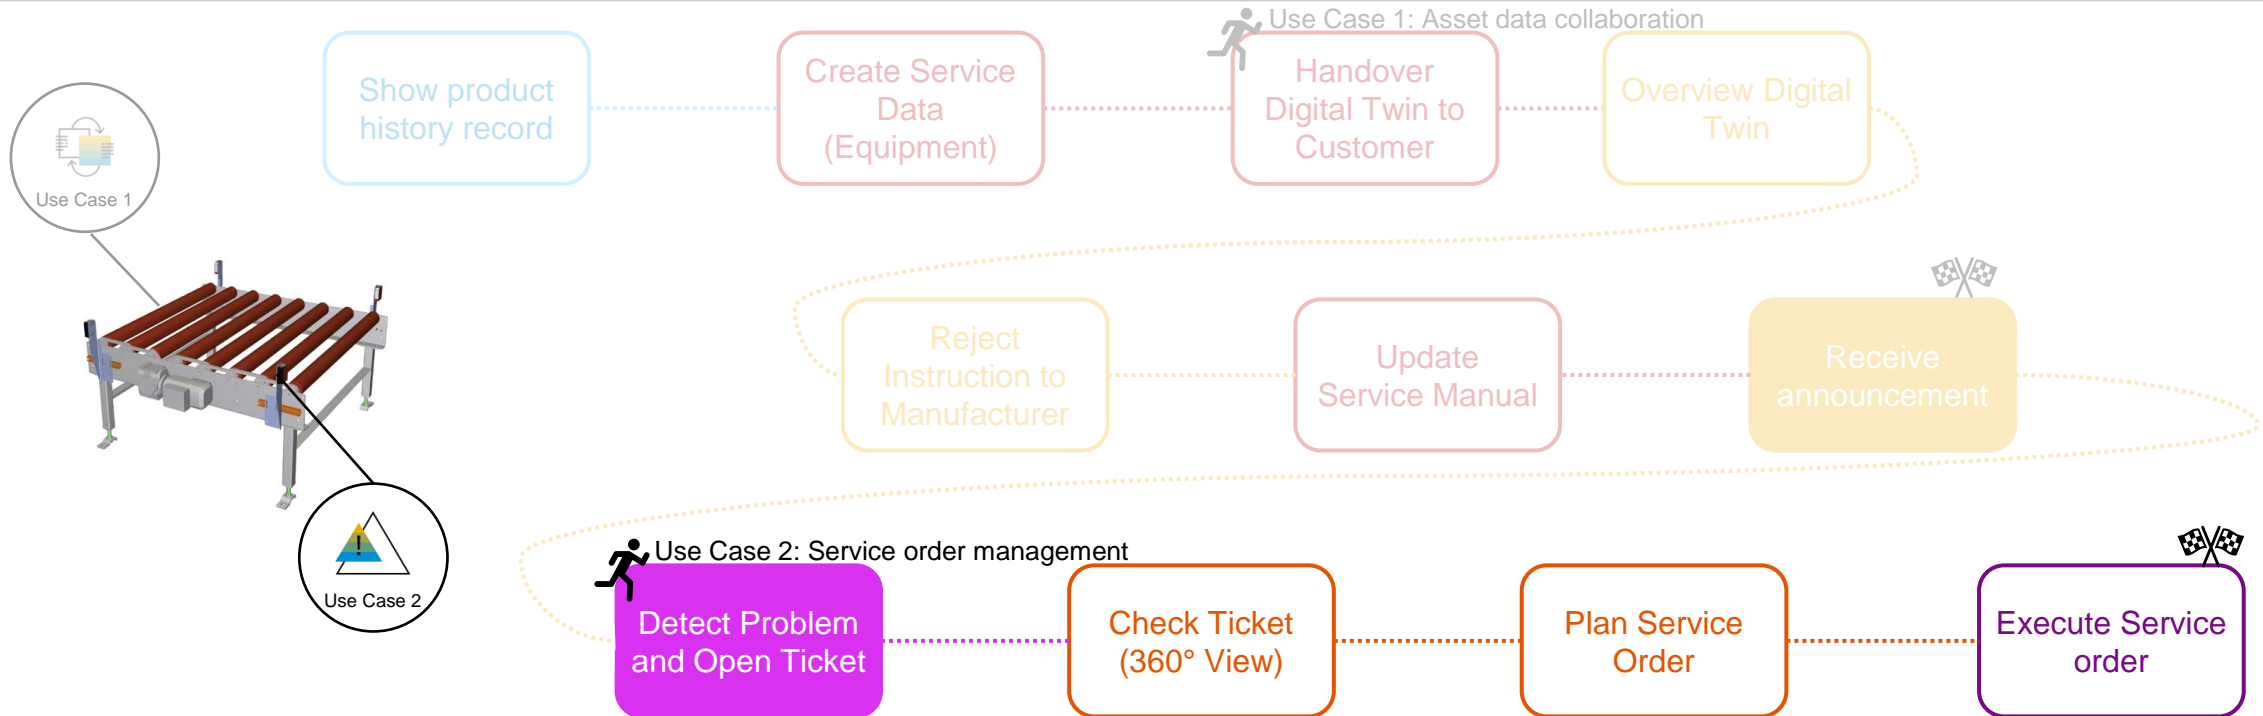 Use Case 1: Asset data collaboration
Show product
history record
Create Service
Data
(Equipment)
Handover
Digital Twin to
Customer
Overview Digital
Twin
Use Case 1
Reject
Instruction to
Manufacturer
Update
Service Manual
Receive
announcement
!
Use Case 2
Use Case 2: Service order management
Detect Problem
and Open Ticket
Check Ticket
(360° View)
Plan Service
Order
Execute Service
order